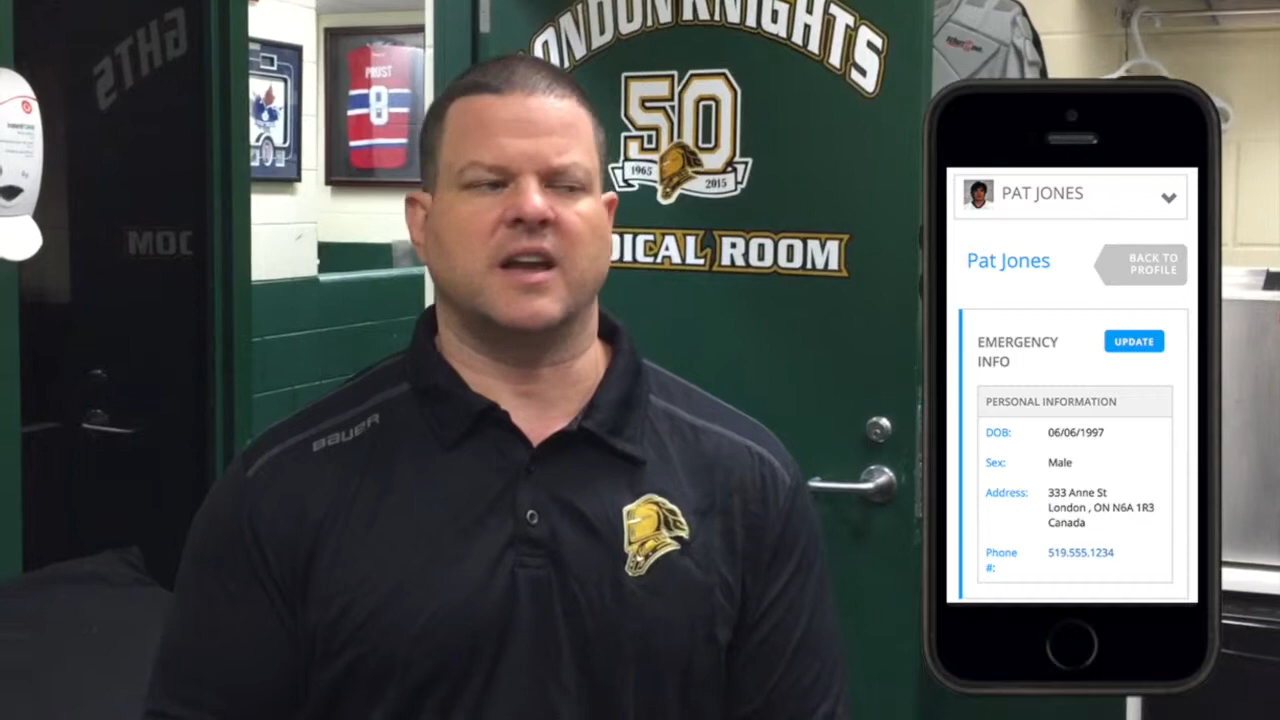 LONDON KNIGHTS
50
1965
2015
DICAL ROOM
PRUST
8
BAUER
PAT JONES
Pat Jones
BACK TO
PROFILE
EMERGENCY
INFO
UPDATE
PERSONAL INFORMATION
DOB: 06/06/1997
Sex: Male
Address: 333 Anne St
London , ON N6A 1R3
Canada
Phone 519.555.1234
#: